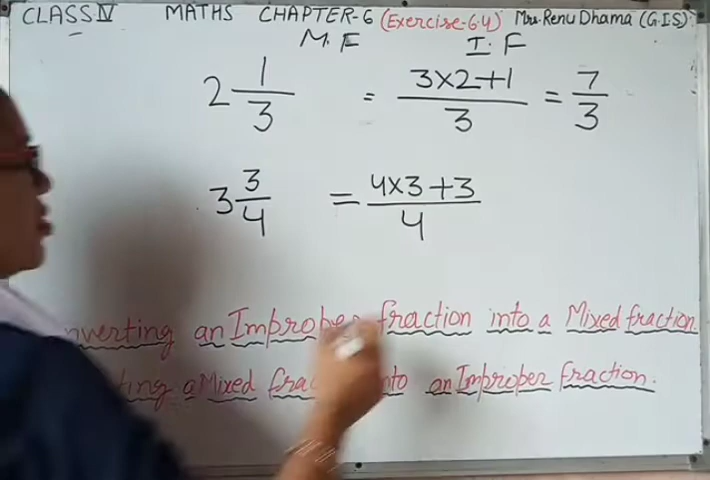 CLASS IV MATHS CHAPTER-6 (Exercise-6.4) Mrs. Renu Dhama (G.I.S)
M.F I.F
2 1/3 = 3×2+1/3 = 7/3
3 3/4 = 4×3+3/4
nverting an Improper fraction into a Mixed fraction.
ting a Mixed fra nto an Improper fraction.